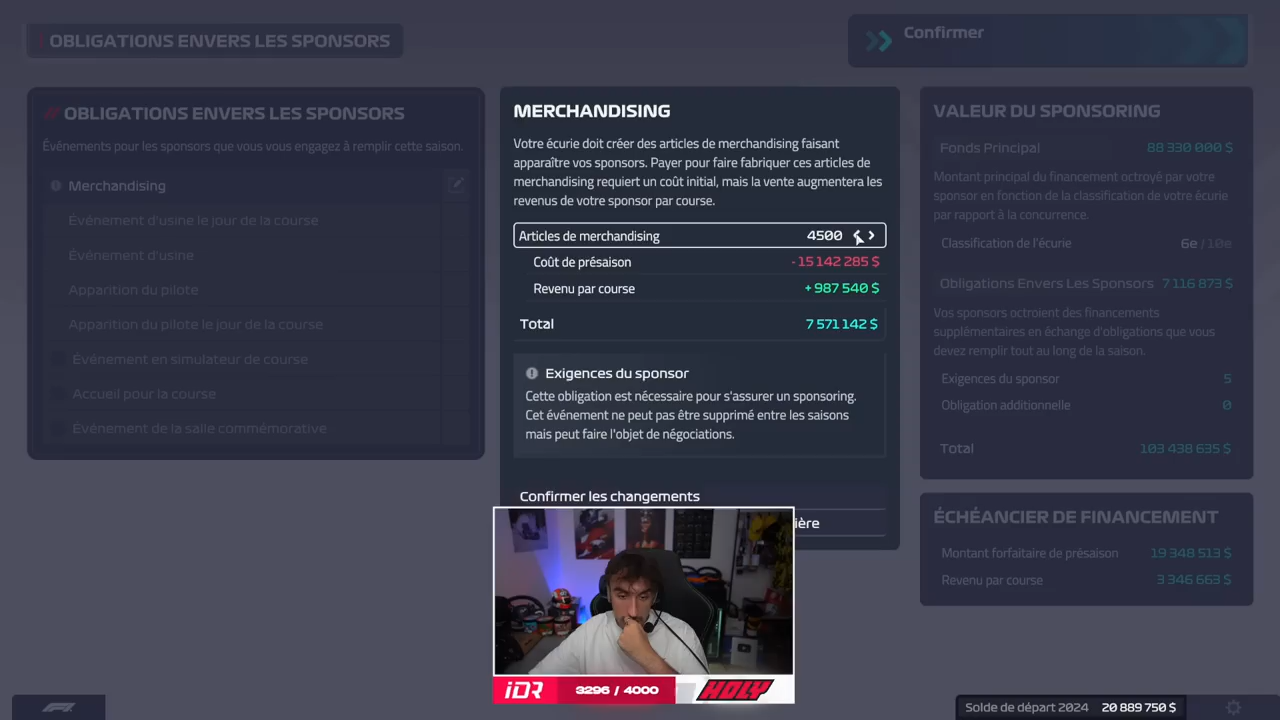 OBLIGATIONS ENVERS LES SPONSORS
Confirmer
OBLIGATIONS ENVERS LES SPONSORS
Événements pour les sponsors que vous vous engagez à remplir cette saison.
Merchandising
Événement d'usine le jour de la course
Événement d'usine
Apparition du pilote
Apparition du pilote le jour de la course
Événement en simulateur de course
Accueil pour la course
Événement de la salle commémorative
MERCHANDISING
Votre écurie doit créer des articles de merchandising faisant
apparaître vos sponsors. Payer pour faire fabriquer ces articles de
merchandising requiert un coût initial, mais la vente augmentera les
revenus de votre sponsor par course.
Articles de merchandising 4500
Coût de présaison - 15 142 285 $
Revenu par course + 987 540 $
Total 7 571 142 $
Exigences du sponsor
Cette obligation est nécessaire pour s'assurer un sponsoring.
Cet événement ne peut pas être supprimé entre les saisons
mais peut faire l'objet de négociations.
Confirmer les changements
ière
VALEUR DU SPONSORING
Fonds Principal 88 330 000 $
Montant principal du financement octroyé par votre
sponsor en fonction de la classification de votre écurie
par rapport à la concurrence.
Classification de l'écurie 6e / 10e
Obligations Envers Les Sponsors 7 116 873 $
Vos sponsors octroient des financements
supplémentaires en échange d'obligations que vous
devez remplir tout au long de la saison.
Exigences du sponsor 5
Obligation additionnelle 0
Total 103 438 635 $
ÉCHÉANCIER DE FINANCEMENT
Montant forfaitaire de présaison 19 348 513 $
Revenu par course 3 346 663 $
iDR 3296 / 4000 HOLY
Solde de départ 2024 20 889 750 $